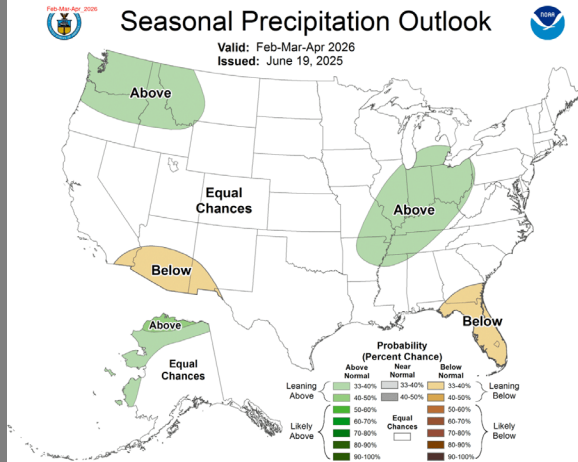 Feb-Mar-Apr 2026
Seasonal Precipitation Outlook
NOAA
Valid: Feb-Mar-Apr 2026
Issued: June 19, 2025
Above
Equal
Chances
Above
Below
Below
Above
Equal
Chances
Probability
(Percent Chance)
Above
Normal
Near
Normal
Below
Normal
Leaning
Above
33-40%
40-50%
33-40%
40-50%
33-40%
40-50%
Leaning
Below
Likely
Above
50-60%
60-70%
70-80%
80-90%
90-100%
Equal
Chances
50-60%
60-70%
70-80%
80-90%
90-100%
Likely
Below